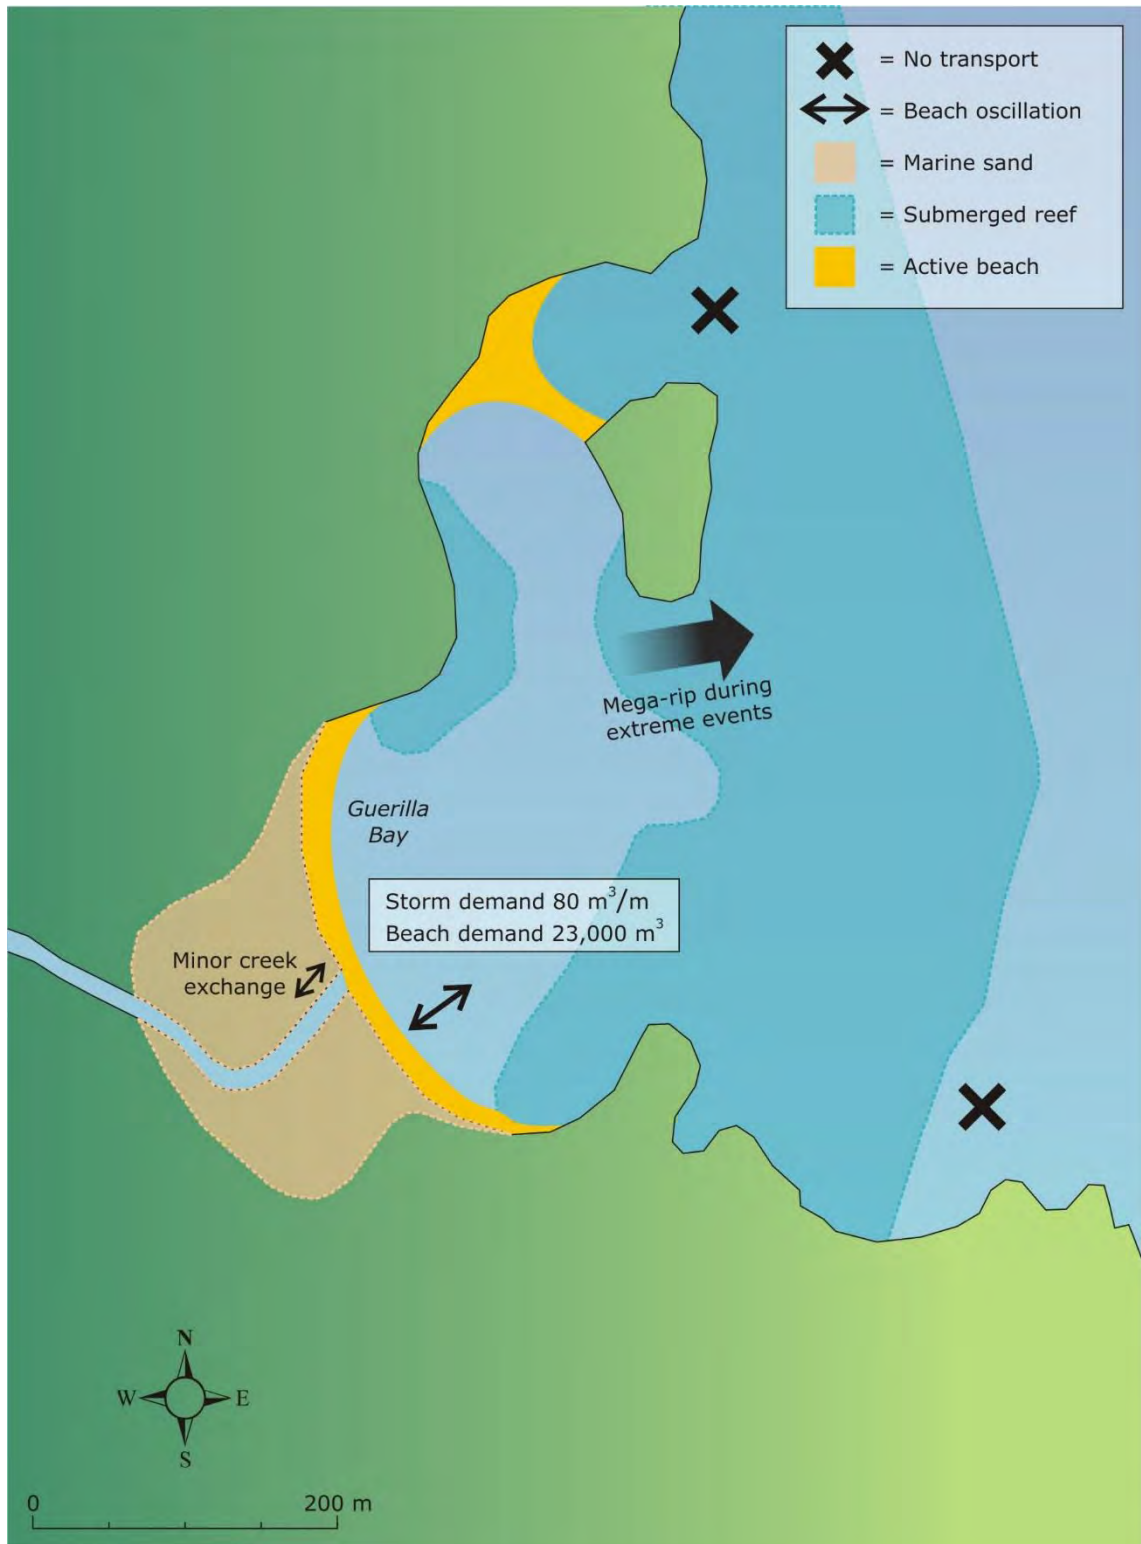 = No transport
= Beach oscillation
= Marine sand
= Submerged reef
= Active beach
Mega-rip during
extreme events
Guerilla
Bay
Storm demand 80 m³/m
Beach demand 23,000 m³
Minor creek
exchange
N
W E
S
0 200 m